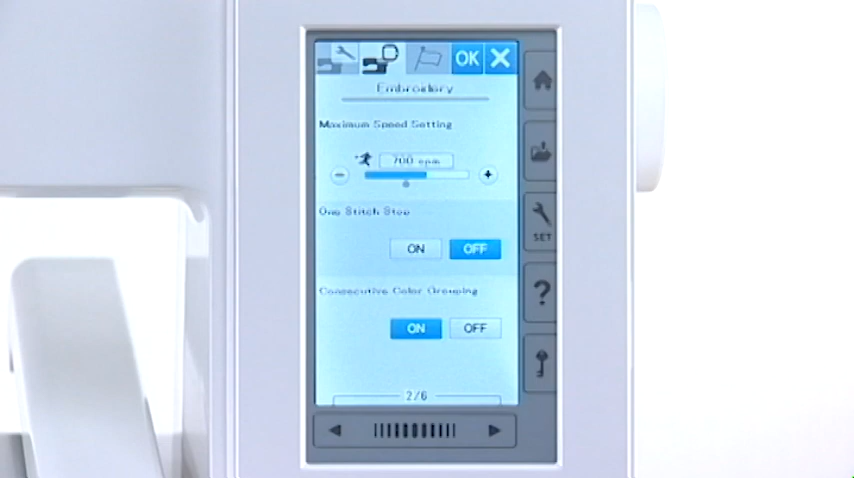 OK
Embroidery
Maximum Speed Setting
700 spm
One Stitch Stop
ON OFF
SET
Consecutive Color Grouping
ON OFF
2/6